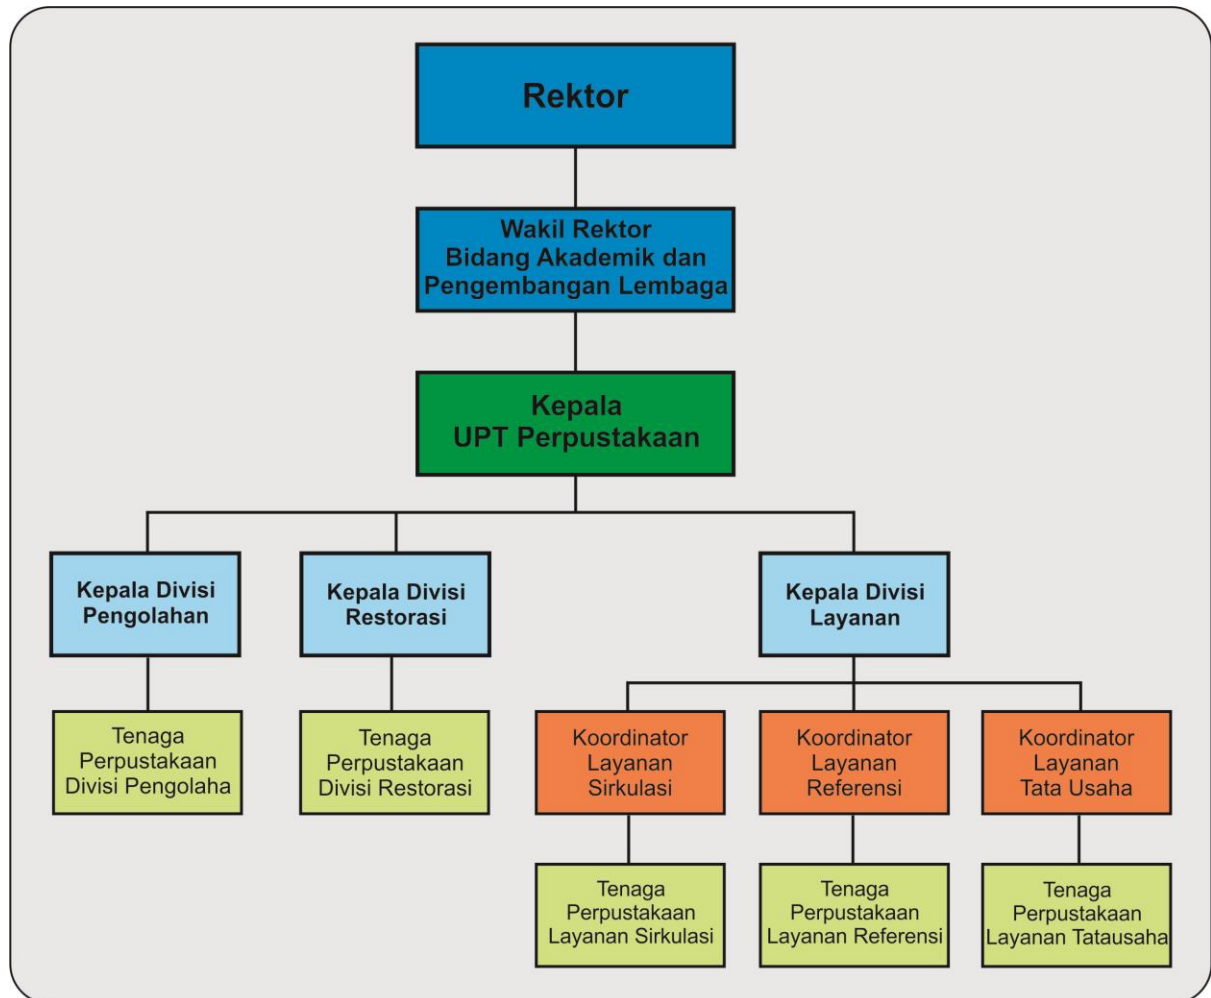 Rektor
Wakil Rektor
Bidang Akademik dan
Pengembangan Lembaga
Kepala
UPT Perpustakaan
Kepala Divisi
Pengolahan
Kepala Divisi
Restorasi
Kepala Divisi
Layanan
Tenaga
Perpustakaan
Divisi Pengolaha
Tenaga
Perpustakaan
Divisi Restorasi
Koordinator
Layanan
Sirkulasi
Koordinator
Layanan
Referensi
Koordinator
Layanan
Tata Usaha
Tenaga
Perpustakaan
Layanan Sirkulasi
Tenaga
Perpustakaan
Layanan Referensi
Tenaga
Perpustakaan
Layanan Tatausaha